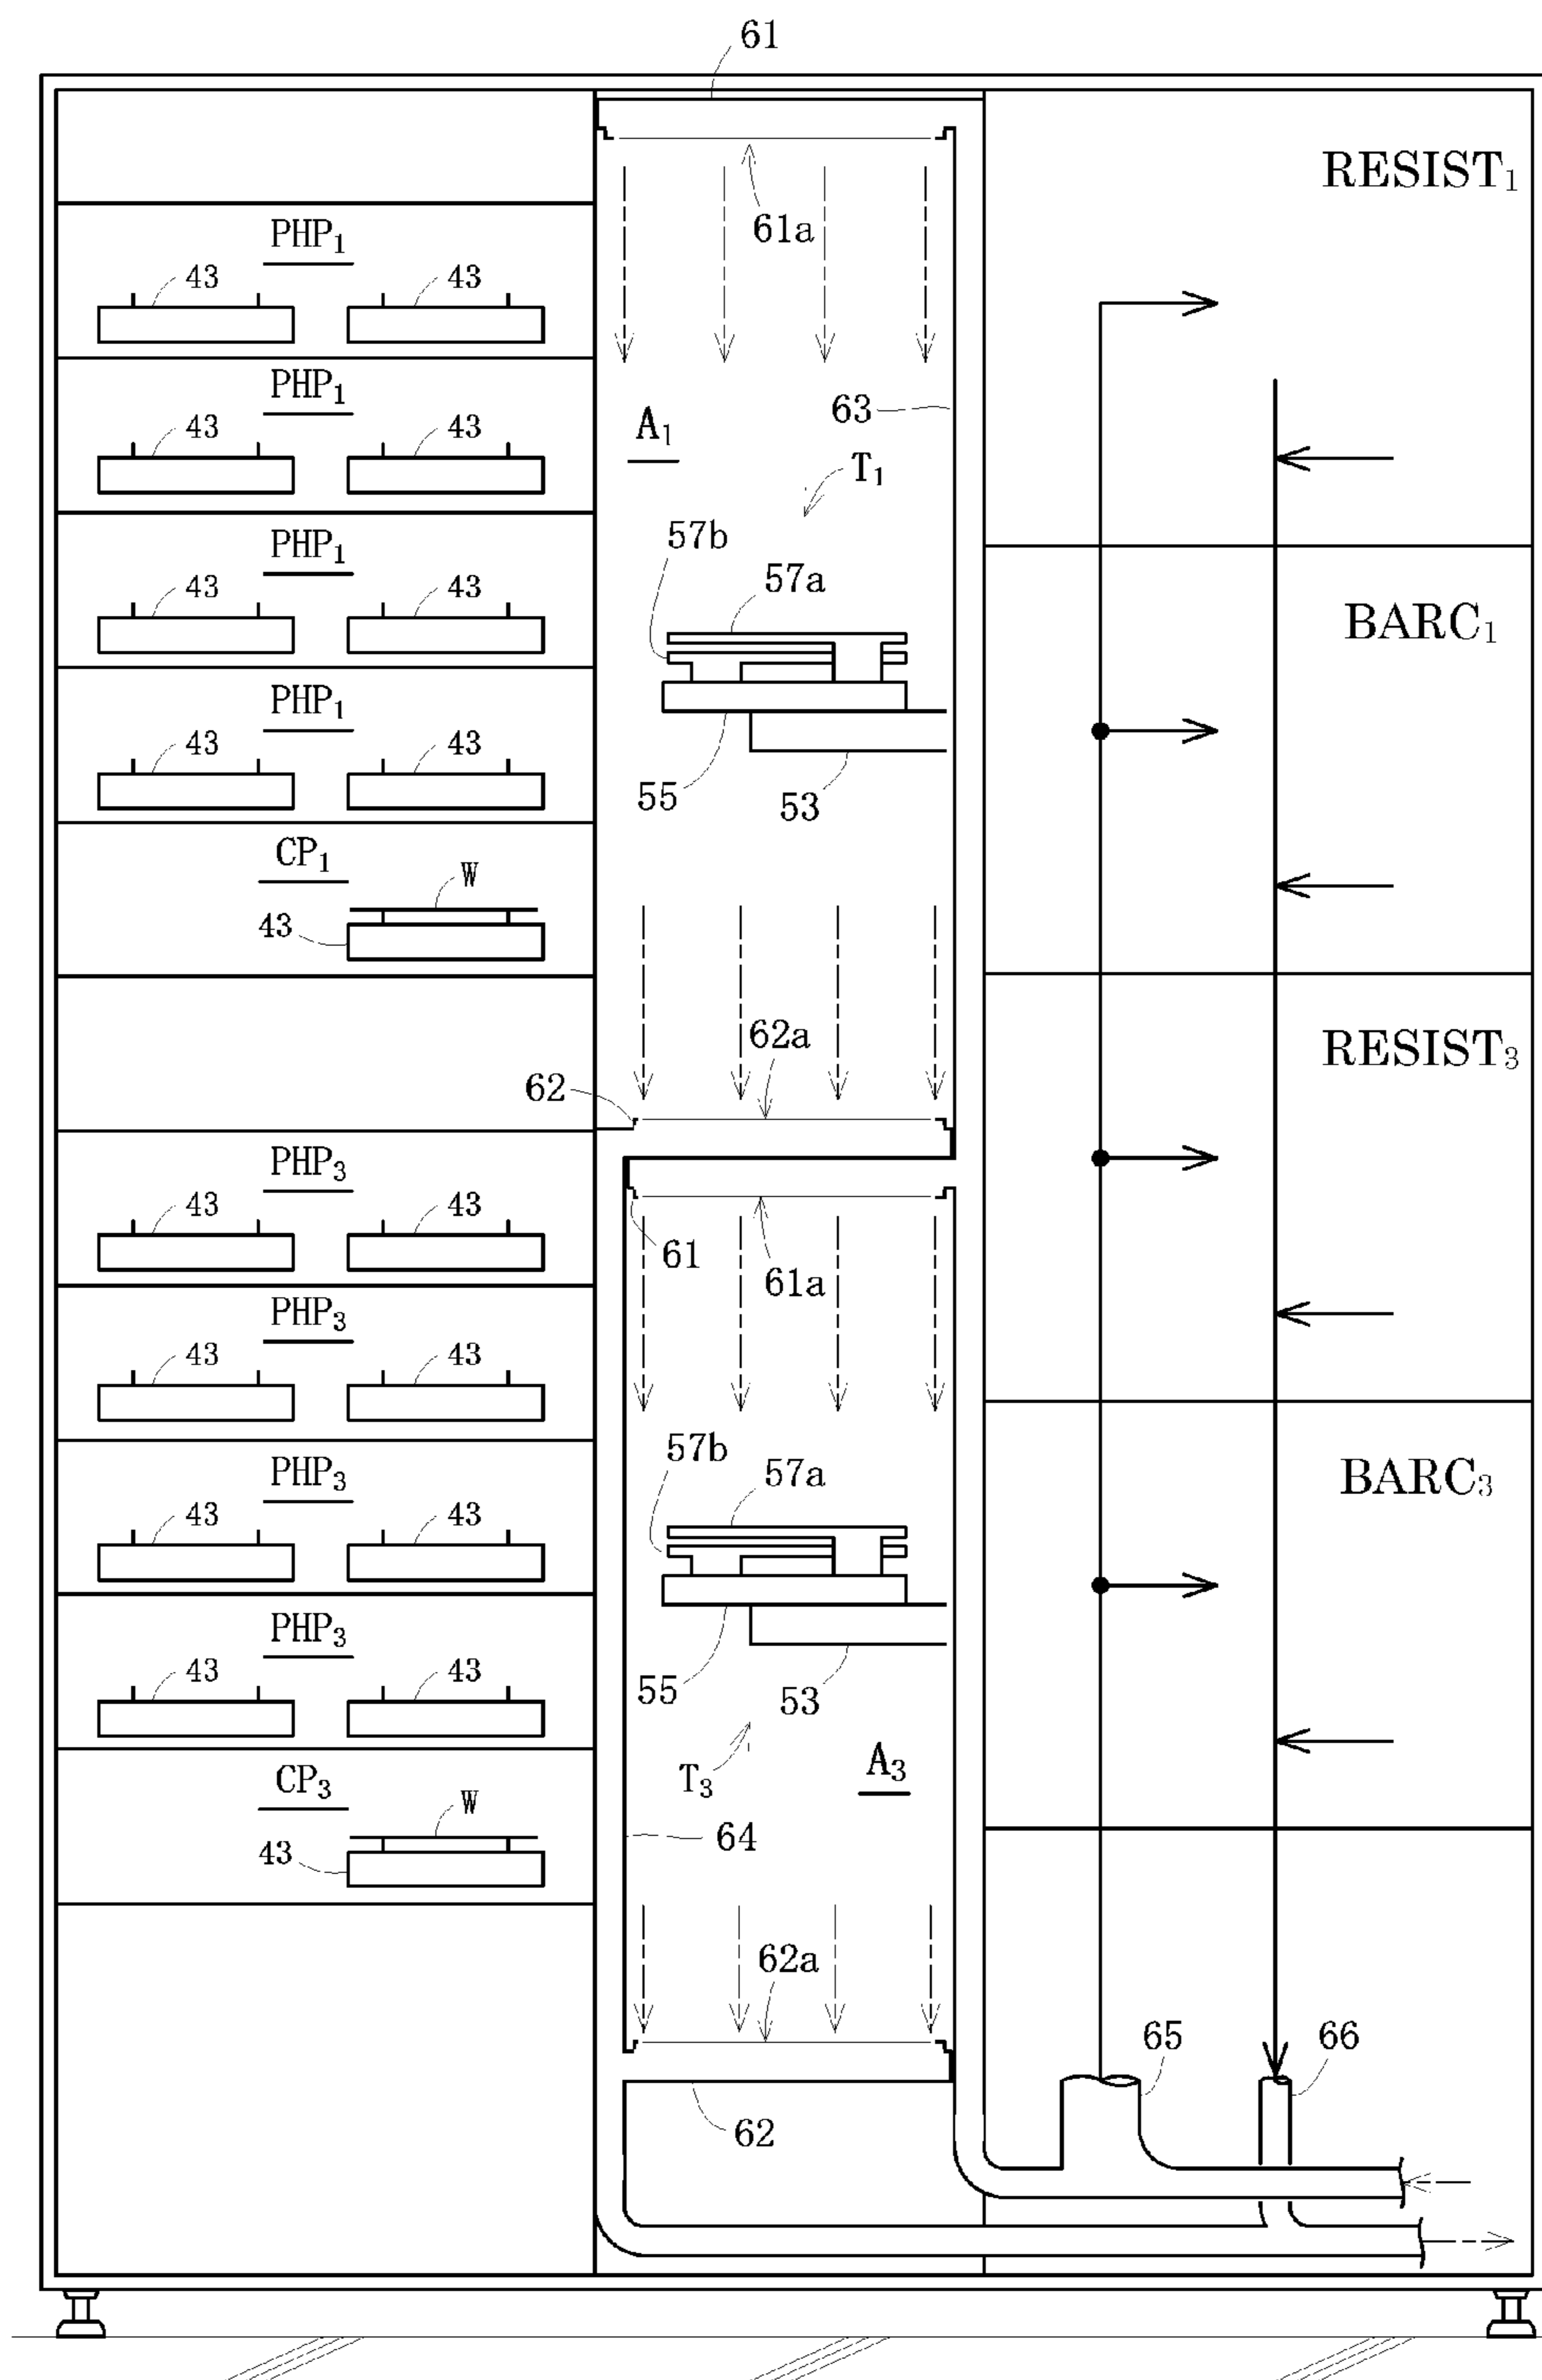 61
RESIST1
61a
PHP1
43 43
PHP1
43 43
63
A1
T1
57b
PHP1
43 43
57a
BARC1
PHP1
43 43
55
53
CP1
W
43
62a
RESIST3
62
PHP3
43 43
61
61a
PHP3
43 43
57b
57a
BARC3
PHP3
43 43
PHP3
43 43
55
53
A3
T3
CP3
W
43
64
62a
65 66
62